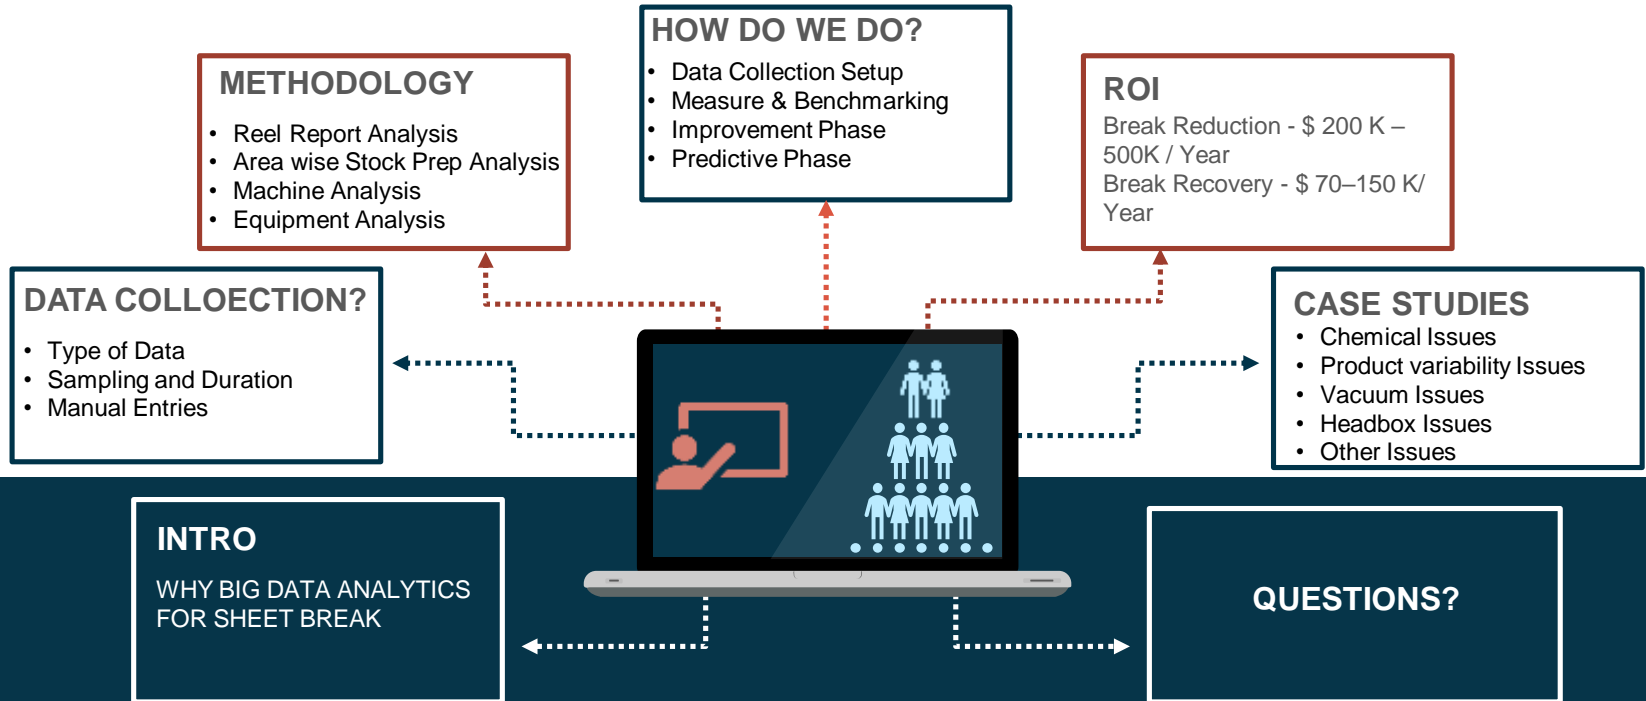 HOW DO WE DO?
• Data Collection Setup
• Measure & Benchmarking
• Improvement Phase
• Predictive Phase
METHODOLOGY
• Reel Report Analysis
• Area wise Stock Prep Analysis
• Machine Analysis
• Equipment Analysis
ROI
Break Reduction - $ 200 K –
500K / Year
Break Recovery - $ 70–150 K/
Year
DATA COLLOECTION?
• Type of Data
• Sampling and Duration
• Manual Entries
CASE STUDIES
• Chemical Issues
• Product variability Issues
• Vacuum Issues
• Headbox Issues
• Other Issues
INTRO
WHY BIG DATA ANALYTICS
FOR SHEET BREAK
QUESTIONS?